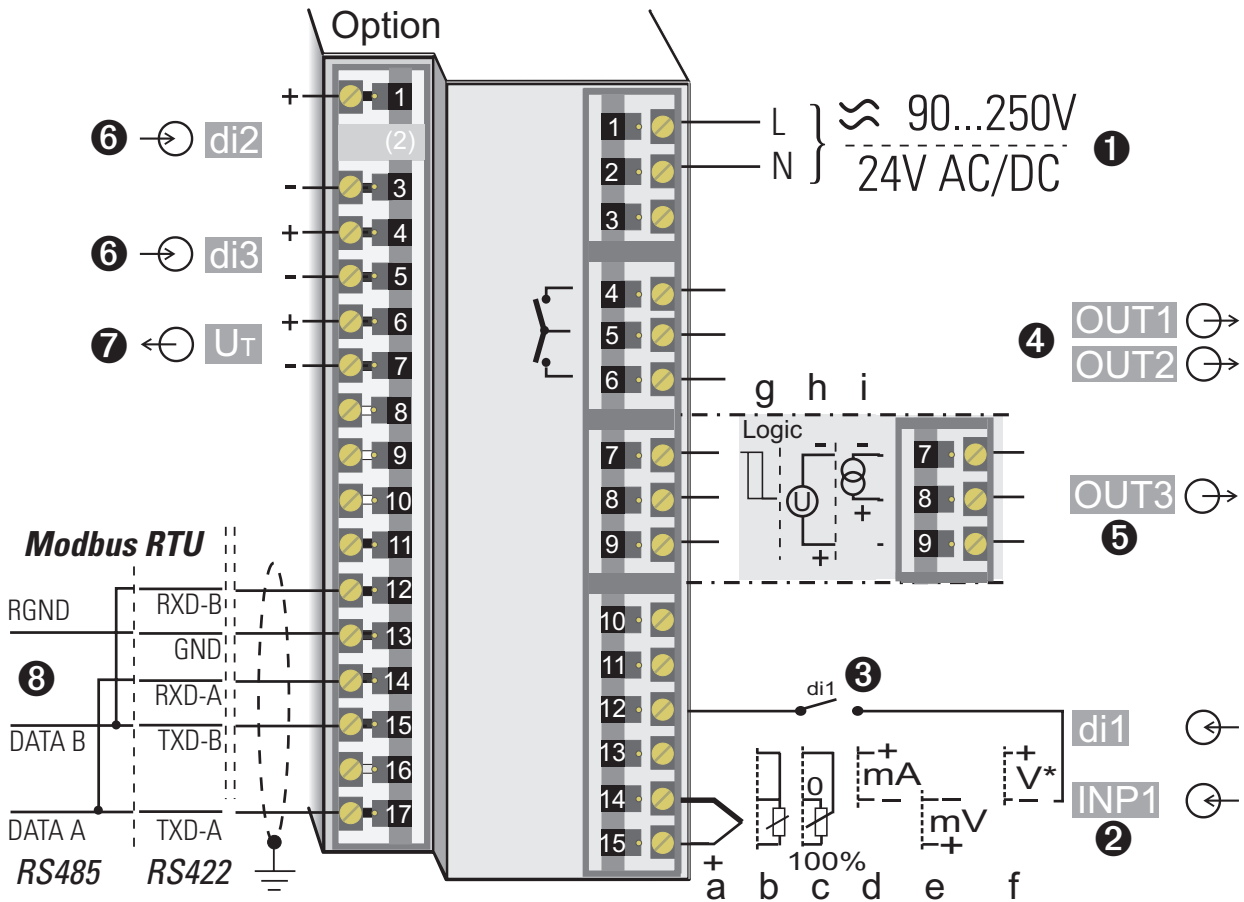 Option
+ 1
❻ di2
(2)
- 3
+ 4
❻ di3
- 5
+ 6
❼ UT
- 7
8
9
10
11
12
13
14
15
16
17
Modbus RTU
RGND
RXD-B
GND
❽
RXD-A
DATA B
TXD-B
DATA A
TXD-A
RS485
RS422
1 L
2 N
3
≈ 90...250V
24V AC/DC
❶
4
5
6
❹ OUT1
OUT2
g h i
Logic
7
8
9
U
- + - + -
7
8
9
OUT3
❺
10
11
12
13
14
15
di1 ❸
di1
INP1
❷
0
100%
+ mA
mV +
+ V*
+
a b c d e f